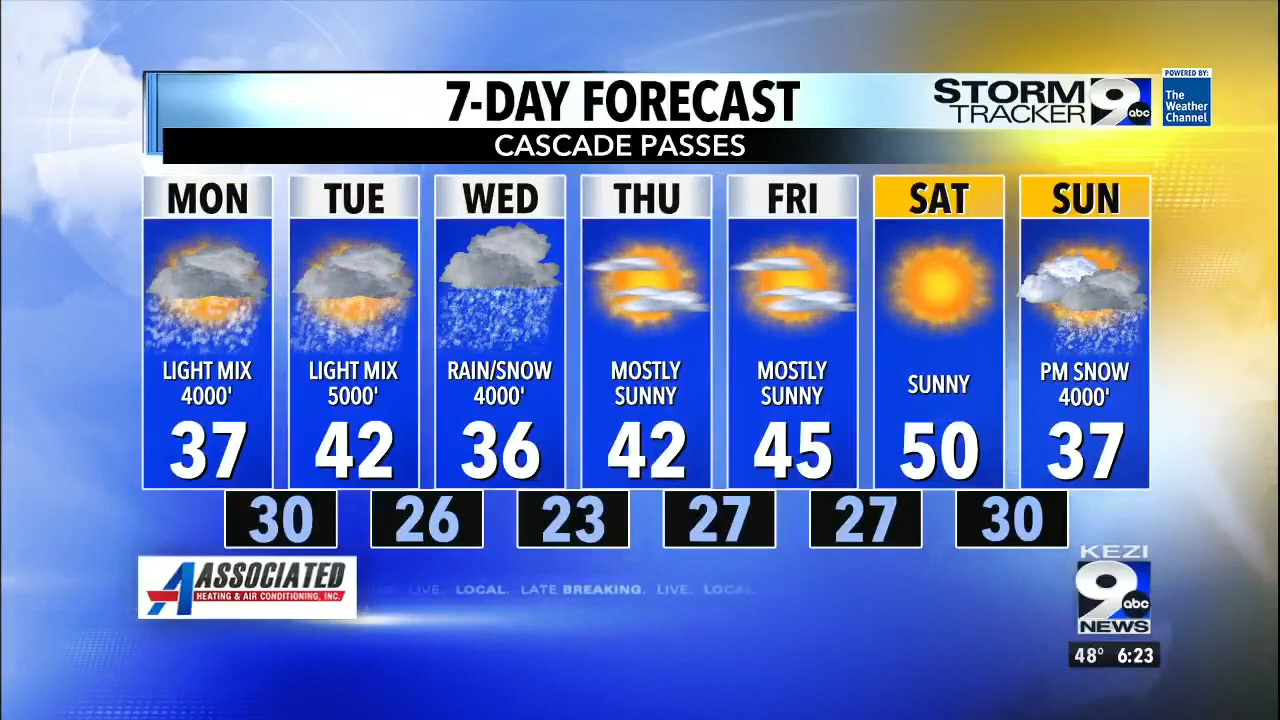 7-DAY FORECAST
CASCADE PASSES
STORM
TRACKER
9
abc
POWERED BY:
The
Weather
Channel
MON
TUE
WED
THU
FRI
SAT
SUN
LIGHT MIX
4000'
LIGHT MIX
5000'
RAIN/SNOW
4000'
MOSTLY
SUNNY
MOSTLY
SUNNY
SUNNY
PM SNOW
4000'
37
42
36
42
45
50
37
30
26
23
27
27
30
A ASSOCIATED
HEATING & AIR CONDITIONING, INC.
LIVE. LOCAL. LATE BREAKING. LIVE. LOCAL
KEZI
9
abc
NEWS
48° 6:23